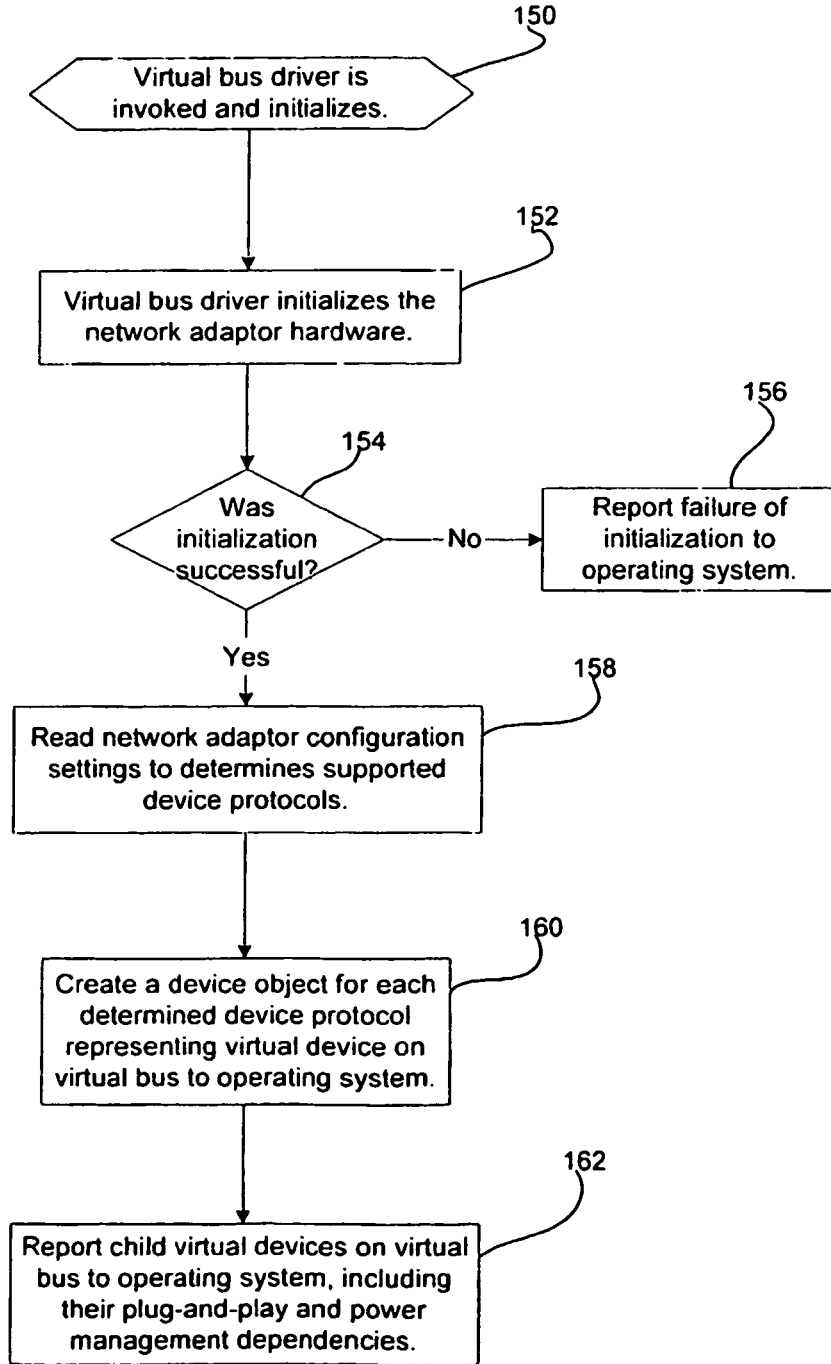 150
Virtual bus driver is
invoked and initializes.
152
Virtual bus driver initializes the
network adaptor hardware.
154
Was
initialization
successful?
No
156
Report failure of
initialization to
operating system.
Yes
158
Read network adaptor configuration
settings to determines supported
device protocols.
160
Create a device object for each
determined device protocol
representing virtual device on
virtual bus to operating system.
162
Report child virtual devices on virtual
bus to operating system, including
their plug-and-play and power
management dependencies.